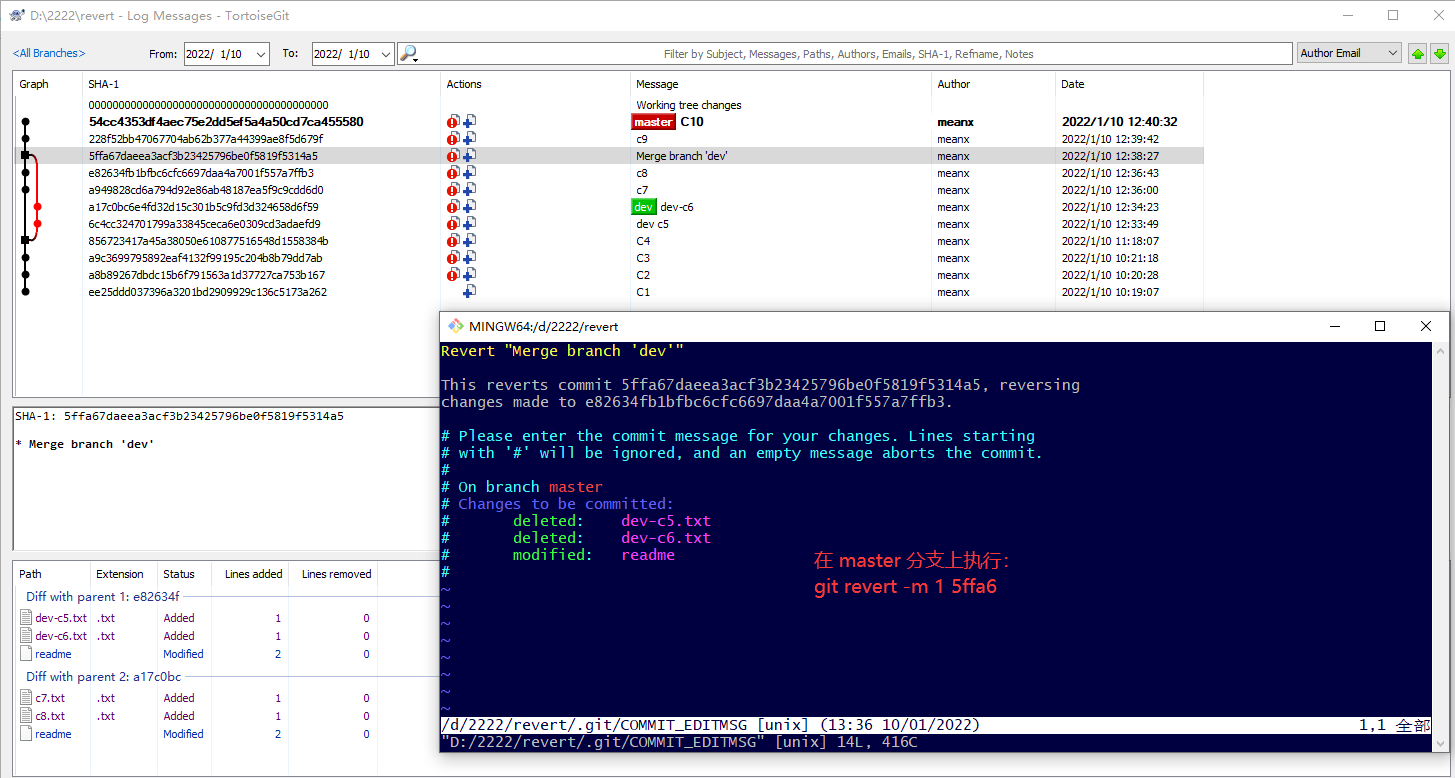 D:\2222\revert - Log Messages - TortoiseGit
<All Branches> From: 2022/ 1/10 To: 2022/ 1/10 Filter by Subject, Messages, Paths, Authors, Emails, SHA-1, Refname, Notes Author Email
Graph SHA-1 Actions Message Author Date
0000000000000000000000000000000000000000 Working tree changes
54cc4353df4aec75e2dd5ef5a4a50cd7ca455580 master C10 meanx 2022/1/10 12:40:32
228f52bb47067704ab62b377a44399ae8f5d679f c9 meanx 2022/1/10 12:39:42
5ffa67daeea3acf3b23425796be0f5819f5314a5 Merge branch 'dev' meanx 2022/1/10 12:38:27
e82634fb1bfbc6cfc6697daa4a7001f557a7ffb3 c8 meanx 2022/1/10 12:36:43
a949828cd6a794d92e86ab48187ea5f9c9cdd6d0 c7 meanx 2022/1/10 12:36:00
a17c0bc6e4fd32d15c301b5c9fd3d324658d6f59 dev dev-c6 meanx 2022/1/10 12:34:23
6c4cc324701799a33845ceca6e0309cd3adaefd9 dev c5 meanx 2022/1/10 12:33:49
856723417a45a38050e610877516548d1558384b C4 meanx 2022/1/10 11:18:07
a9c3699795892eaf4132f99195c204b8b79dd7ab C3 meanx 2022/1/10 10:21:18
a8b89267dbdc15b6f791563a1d37727ca753b167 C2 meanx 2022/1/10 10:20:28
ee25ddd037396a3201bd2909929c136c5173a262 C1 meanx 2022/1/10 10:19:07
SHA-1: 5ffa67daeea3acf3b23425796be0f5819f5314a5
* Merge branch 'dev'
Path Extension Status Lines added Lines removed
Diff with parent 1: e82634f
dev-c5.txt .txt Added 1 0
dev-c6.txt .txt Added 1 0
readme Modified 2 0
Diff with parent 2: a17c0bc
c7.txt .txt Added 1 0
c8.txt .txt Added 1 0
readme Modified 2 0
MINGW64:/d/2222/revert
Revert "Merge branch 'dev'"
This reverts commit 5ffa67daeea3acf3b23425796be0f5819f5314a5, reversing
changes made to e82634fb1bfbc6cfc6697daa4a7001f557a7ffb3.
# Please enter the commit message for your changes. Lines starting
# with '#' will be ignored, and an empty message aborts the commit.
#
# On branch master
# Changes to be committed:
# deleted: dev-c5.txt
# deleted: dev-c6.txt
# modified: readme
#
~
~
~
~
~
~
~
~
在 master 分支上执行：
git revert -m 1 5ffa6
/d/2222/revert/.git/COMMIT_EDITMSG [unix] (13:36 10/01/2022) 1,1 全部
"D:/2222/revert/.git/COMMIT_EDITMSG" [unix] 14L, 416C